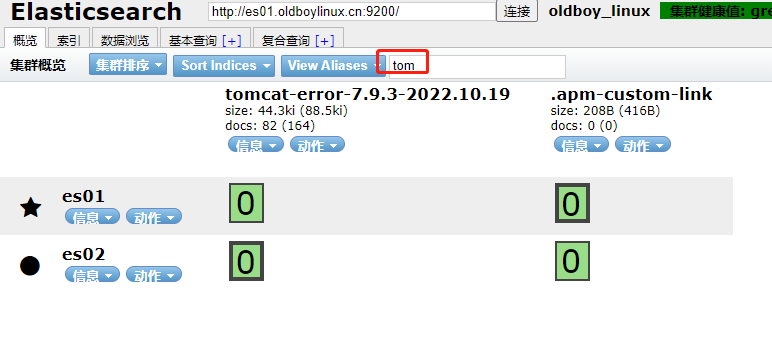 Elasticsearch http://es01.oldboylinux.cn:9200/ 连接 oldboy_linux 集群健康值: gre
概览 索引 数据浏览 基本查询 [+] 复合查询 [+]
集群概览 集群排序 Sort Indices View Aliases tom
tomcat-error-7.9.3-2022.10.19 .apm-custom-link
size: 44.3ki (88.5ki) size: 208B (416B)
docs: 82 (164) docs: 0 (0)
信息 动作 信息 动作
es01 0 0
信息 动作
es02 0 0
信息 动作